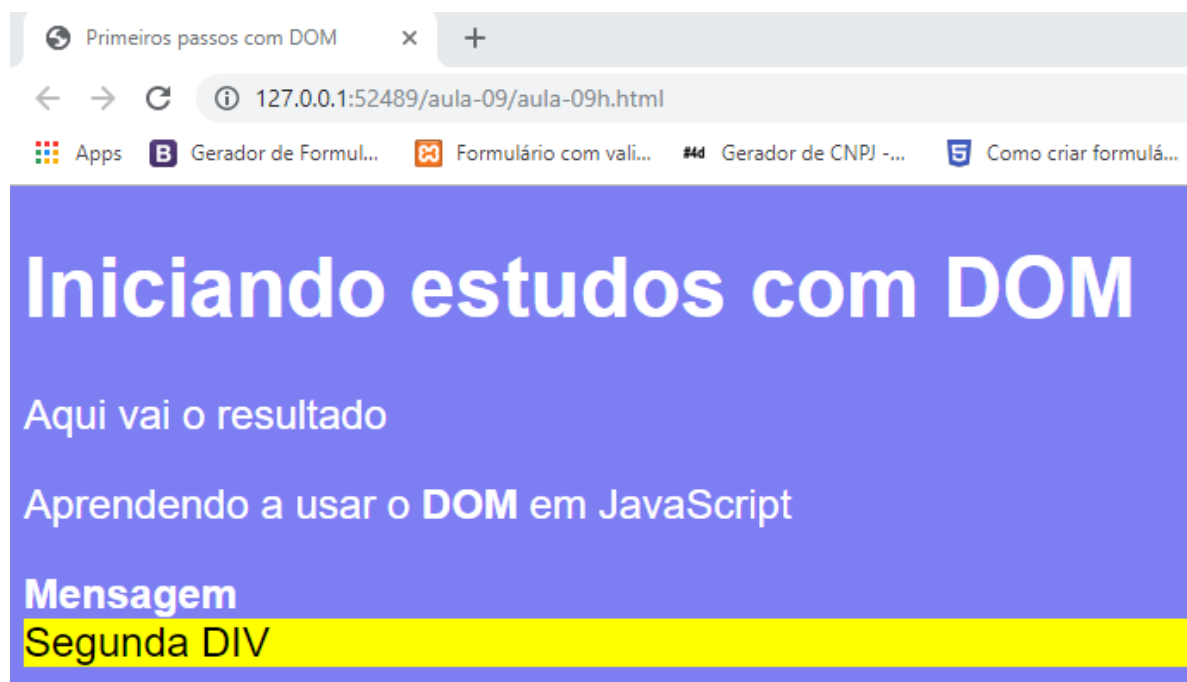 Primeiros passos com DOM
127.0.0.1:52489/aula-09/aula-09h.html
Apps B Gerador de Formul... Formulário com vali... #4d Gerador de CNPJ -... 5 Como criar formulá...
Iniciando estudos com DOM
Aqui vai o resultado
Aprendendo a usar o DOM em JavaScript
Mensagem
Segunda DIV